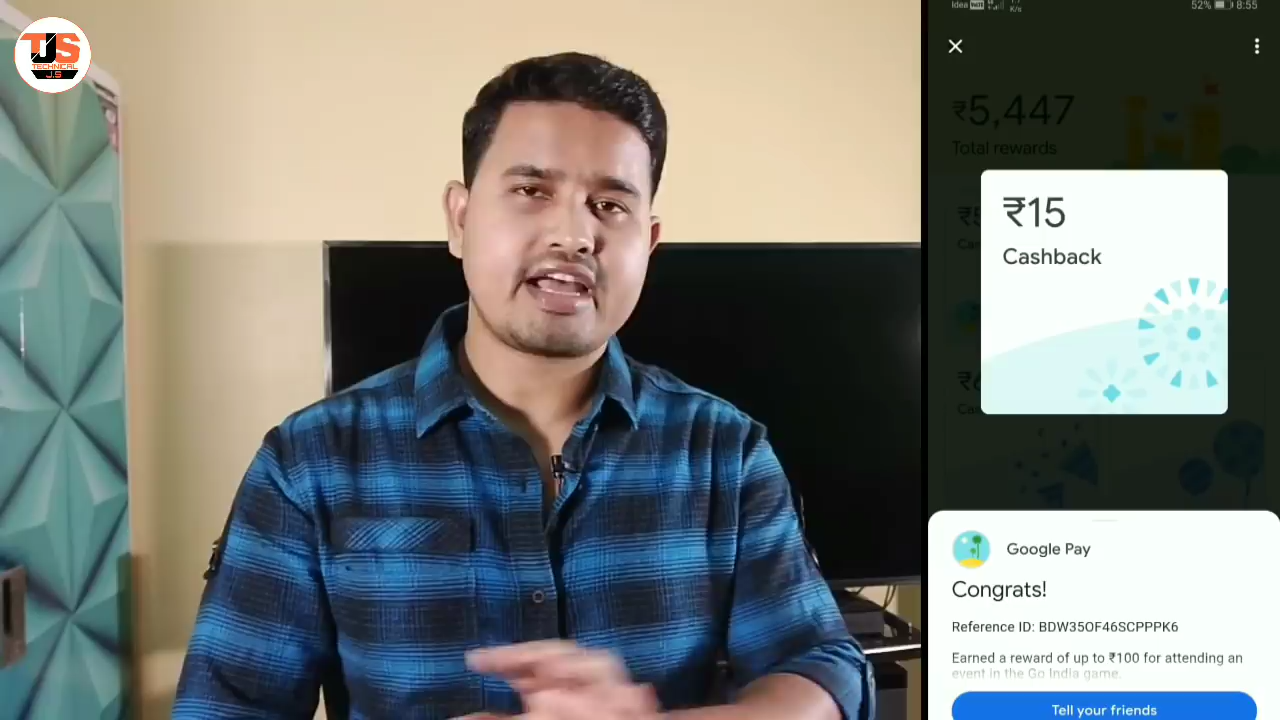 TJS
TECHNICAL
J.S
Idea
52%
8:55
K/s
₹5,447
Total rewards
₹15
Cashback
Google Pay
Congrats!
Reference ID: BDW35OF46SCPPPK6
Earned a reward of up to ₹100 for attending an
event in the Go India game.
Tell your friends